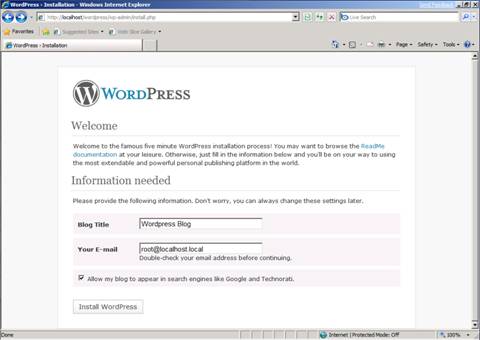 WordPress › Installation - Windows Internet Explorer
Send Feedback
http://localhost/wordpress/wp-admin/install.php
Live Search
Favorites Suggested Sites Web Slice Gallery
WordPress › Installation
Page Safety Tools
WORDPRESS
Welcome
Welcome to the famous five minute WordPress installation process! You may want to browse the ReadMe
documentation at your leisure. Otherwise, just fill in the information below and you'll be on your way to using
the most extendable and powerful personal publishing platform in the world.
Information needed
Please provide the following information. Don't worry, you can always change these settings later.
Blog Title Wordpress Blog
Your E-mail root@localhost.local
Double-check your email address before continuing.
Allow my blog to appear in search engines like Google and Technorati.
Install WordPress
Done Internet | Protected Mode: Off 100%